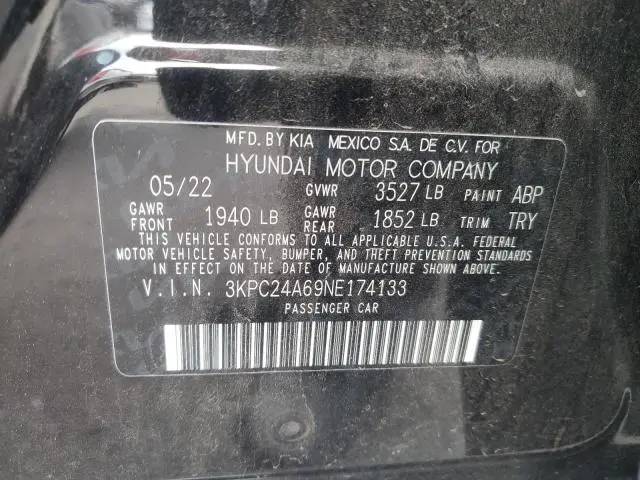 MFD. BY KIA MEXICO S.A. DE C.V. FOR
HYUNDAI MOTOR COMPANY
05/22 GVWR 3527 LB PAINT ABP
GAWR FRONT 1940 LB GAWR REAR 1852 LB TRIM TRY
THIS VEHICLE CONFORMS TO ALL APPLICABLE U.S.A. FEDERAL
MOTOR VEHICLE SAFETY, BUMPER, AND THEFT PREVENTION STANDARDS
IN EFFECT ON THE DATE OF MANUFACTURE SHOWN ABOVE.
V.I.N. 3KPC24A69NE174133
PASSENGER CAR